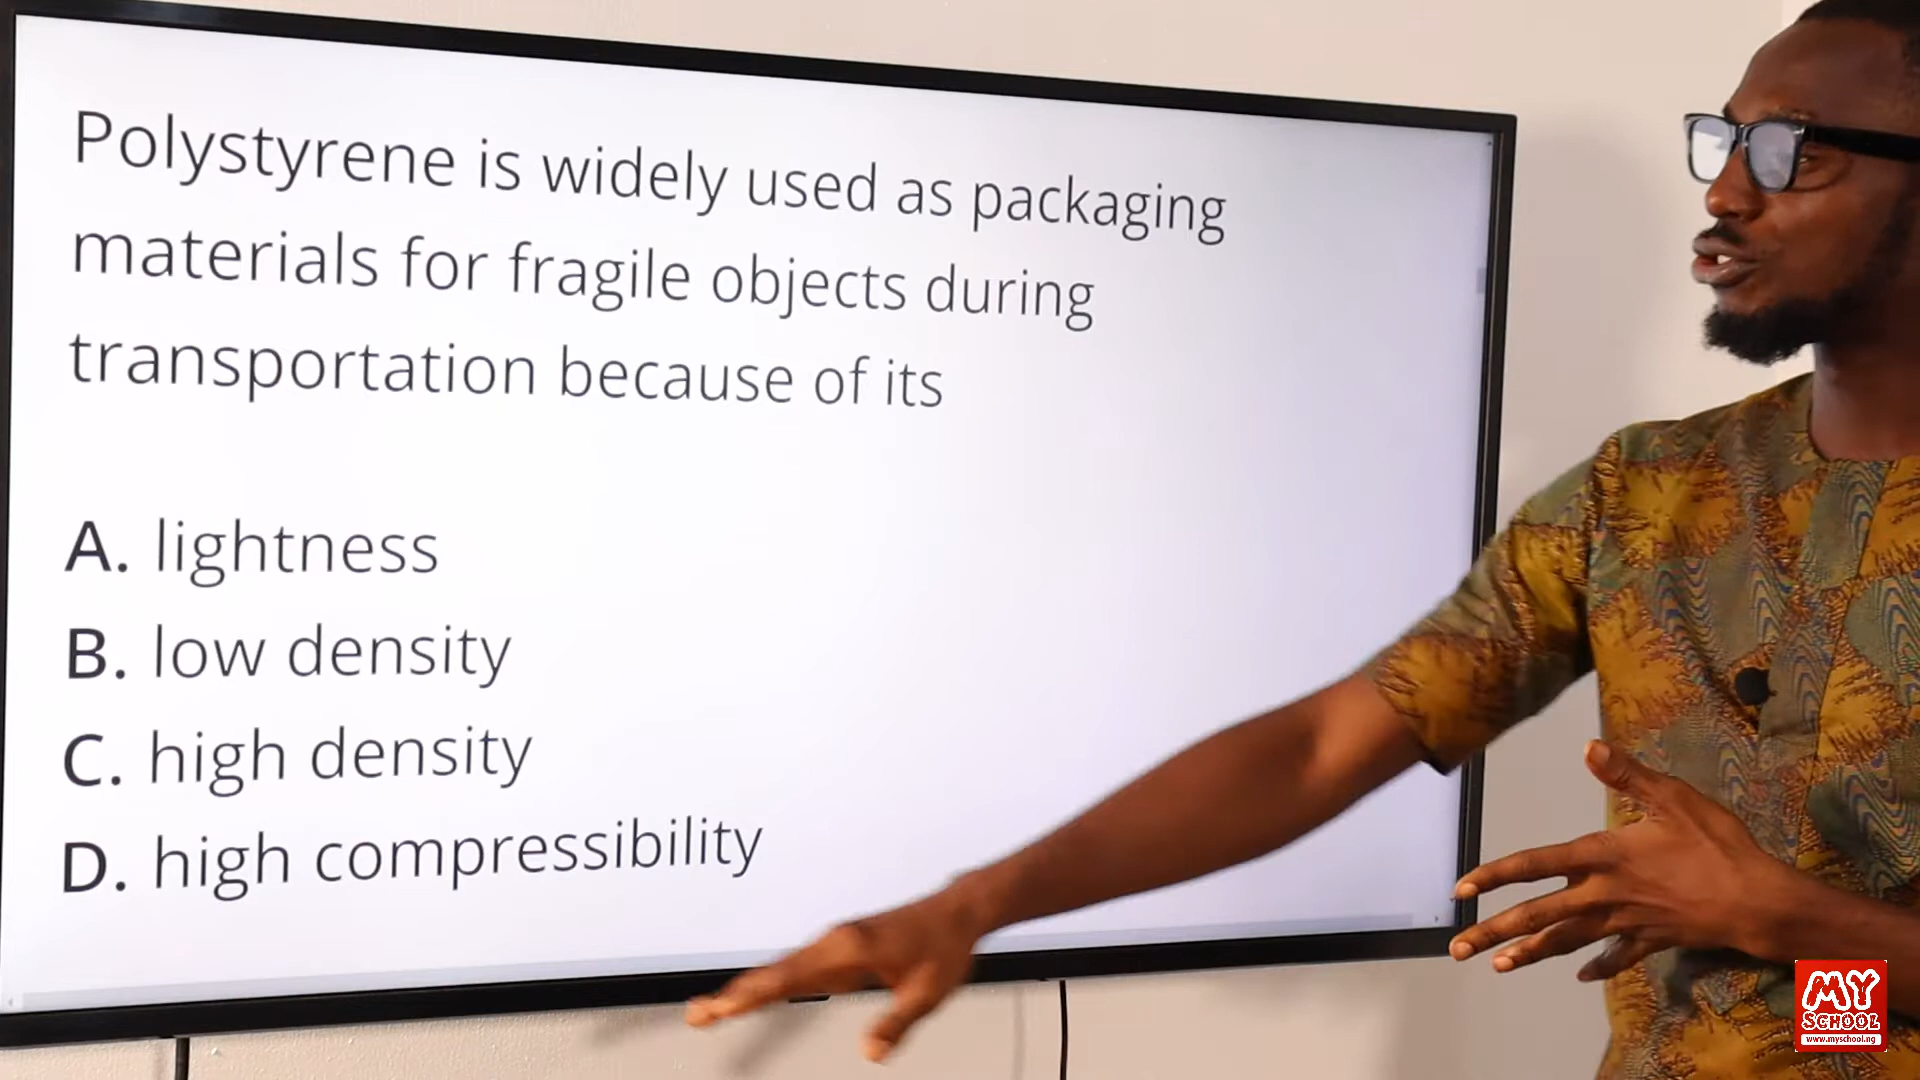 Polystyrene is widely used as packaging
materials for fragile objects during
transportation because of its
A. lightness
B. low density
C. high density
D. high compressibility
MY
SCHOOL
www.myschool.ng